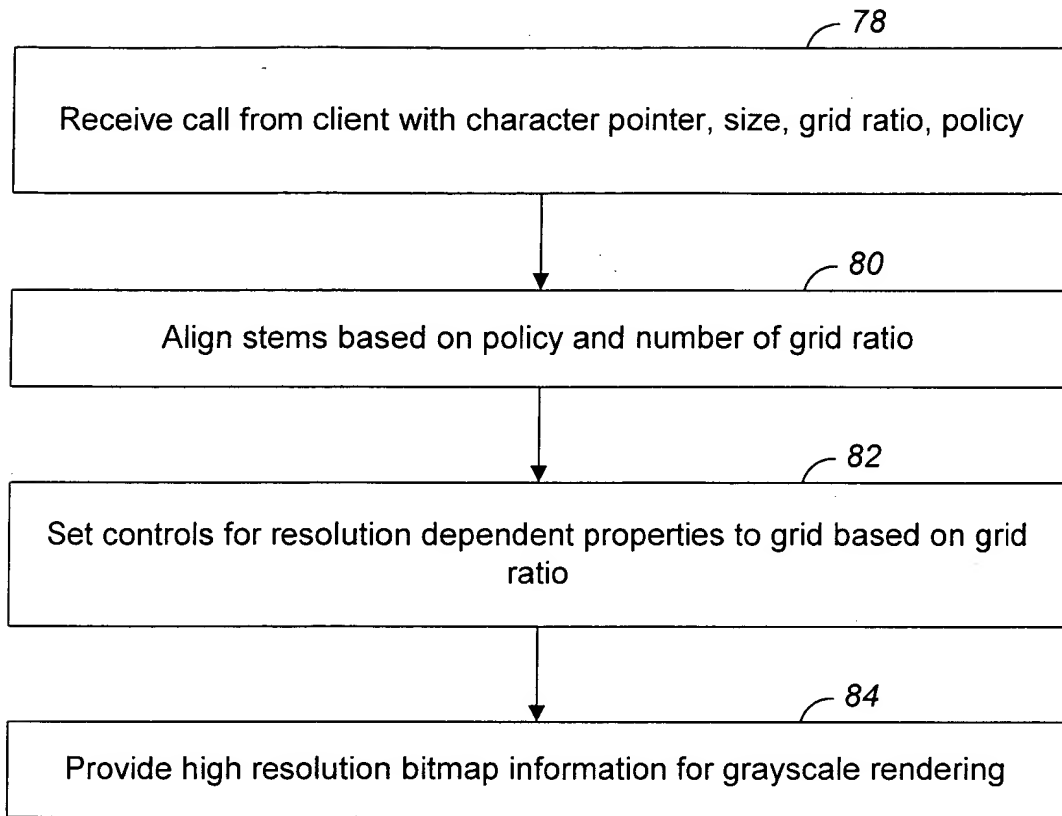 78
Receive call from client with character pointer, size, grid ratio, policy
80
Align stems based on policy and number of grid ratio
82
Set controls for resolution dependent properties to grid based on grid
ratio
84
Provide high resolution bitmap information for grayscale rendering